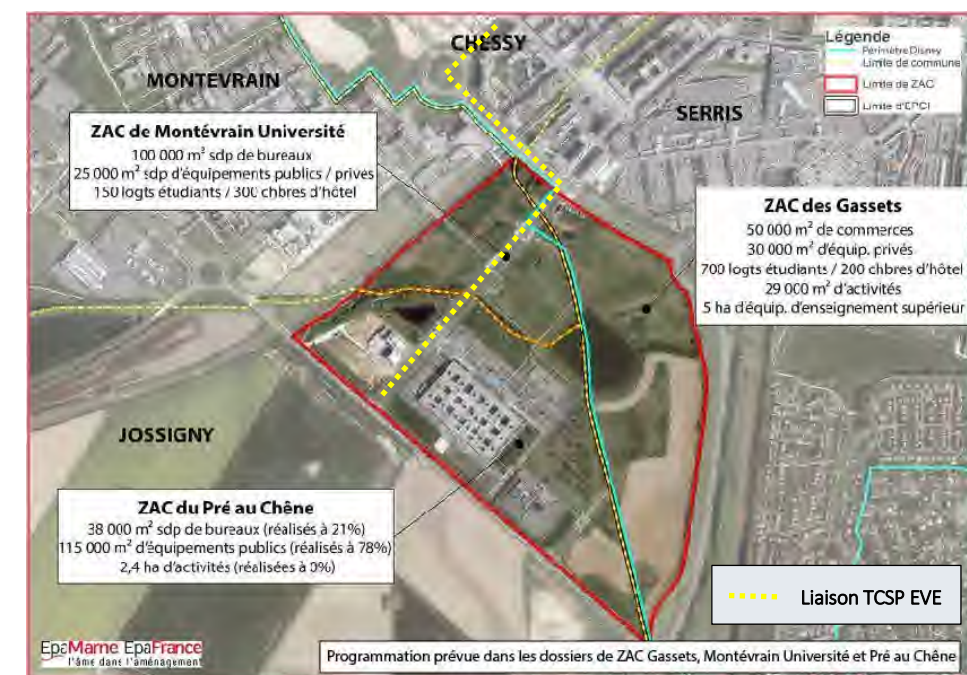 CHESSY
MONTEVRAIN
SERRIS
JOSSIGNY
Légende
Périmètre Disney
Limite de commune
Limite de ZAC
Limite d'EPCI
ZAC de Montévrain Université
100 000 m² sdp de bureaux
25 000 m² sdp d'équipements publics / privés
150 logts étudiants / 300 chbres d'hôtel
ZAC des Gassets
50 000 m² de commerces
30 000 m² d'équip. privés
700 logts étudiants / 200 chbres d'hôtel
29 000 m² d'activités
5 ha d'équip. d'enseignement supérieur
ZAC du Pré au Chêne
38 000 m² sdp de bureaux (réalisés à 21%)
115 000 m² d'équipements publics (réalisés à 78%)
2,4 ha d'activités (réalisées à 0%)
Liaison TCSP EVE
EpaMarne EpaFrance
l'âme dans l'aménagement
Programmation prévue dans les dossiers de ZAC Gassets, Montévrain Université et Pré au Chêne